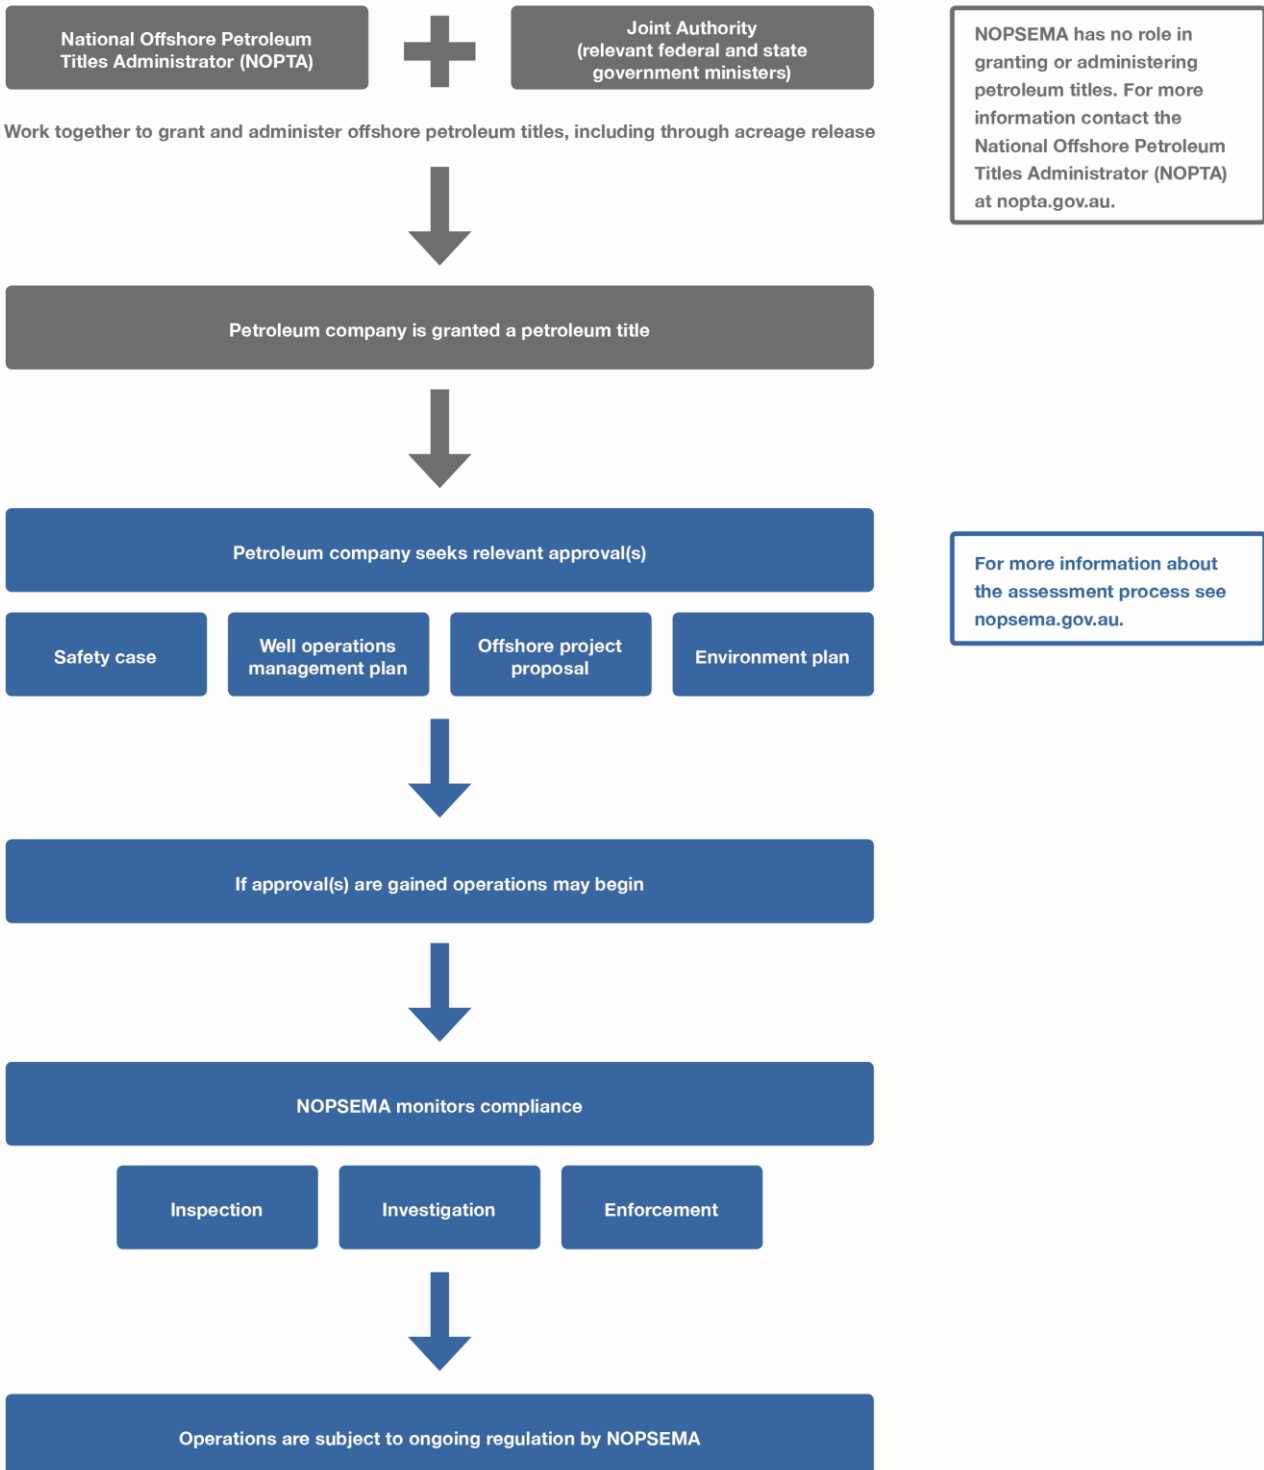 National Offshore Petroleum
Titles Administrator (NOPTA)
Joint Authority
(relevant federal and state
government ministers)
Work together to grant and administer offshore petroleum titles, including through acreage release
NOPSEMA has no role in
granting or administering
petroleum titles. For more
information contact the
National Offshore Petroleum
Titles Administrator (NOPTA)
at nopta.gov.au.
Petroleum company is granted a petroleum title
Petroleum company seeks relevant approval(s)
For more information about
the assessment process see
nopsema.gov.au.
Safety case
Well operations
management plan
Offshore project
proposal
Environment plan
If approval(s) are gained operations may begin
NOPSEMA monitors compliance
Inspection
Investigation
Enforcement
Operations are subject to ongoing regulation by NOPSEMA